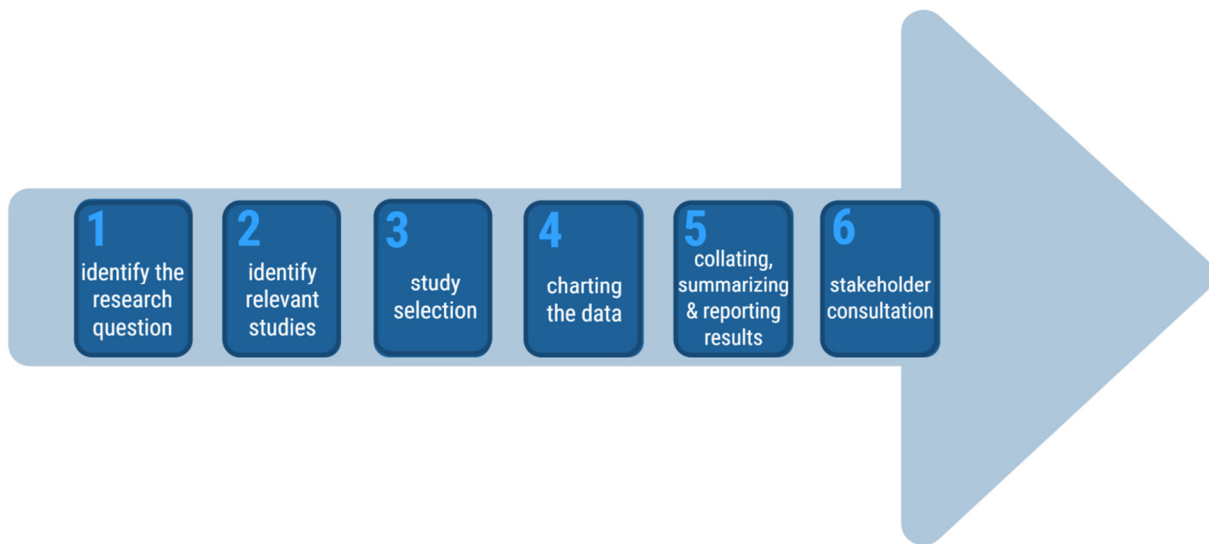 1
identify the
research
question
2
identify
relevant
studies
3
study
selection
4
charting
the data
5
collating,
summarizing
& reporting
results
6
stakeholder
consultation